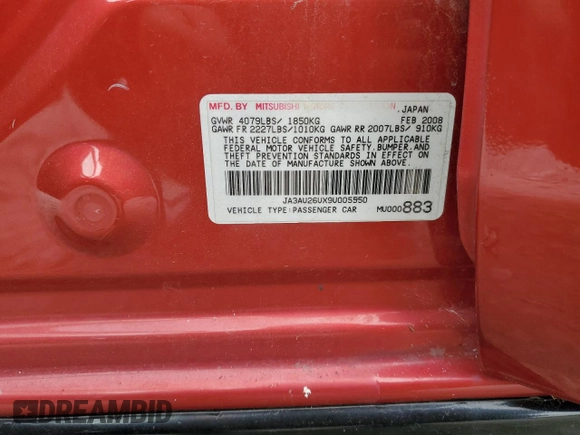 MFD. BY MITSUBISHI N, JAPAN
GVWR 4079LBS/ 1850KG FEB 2008
GAWR FR 2227LBS/1010KG GAWR RR 2007LBS/ 910KG
THIS VEHICLE CONFORMS TO ALL APPLICABLE
FEDERAL MOTOR VEHICLE SAFETY,BUMPER,AND
THEFT PREVENTION STANDARDS IN EFFECT ON
THE DATE OF MANUFACTURE SHOWN ABOVE.
JA3AU26UX9U005950
VEHICLE TYPE:PASSENGER CAR MU000883
DREAMBID